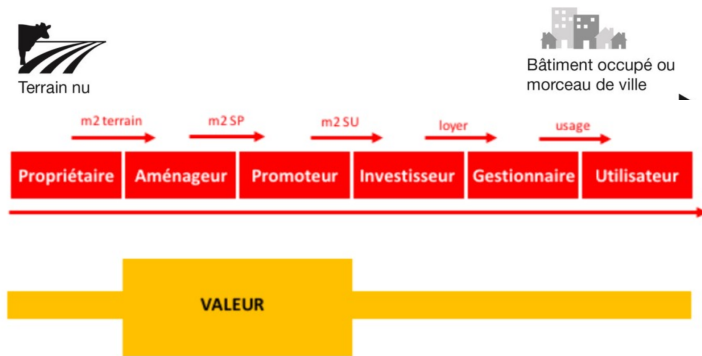 Terrain nu
Bâtiment occupé ou
morceau de ville
m2 terrain
m2 SP
m2 SU
loyer
usage
Propriétaire
Aménageur
Promoteur
Investisseur
Gestionnaire
Utilisateur
VALEUR